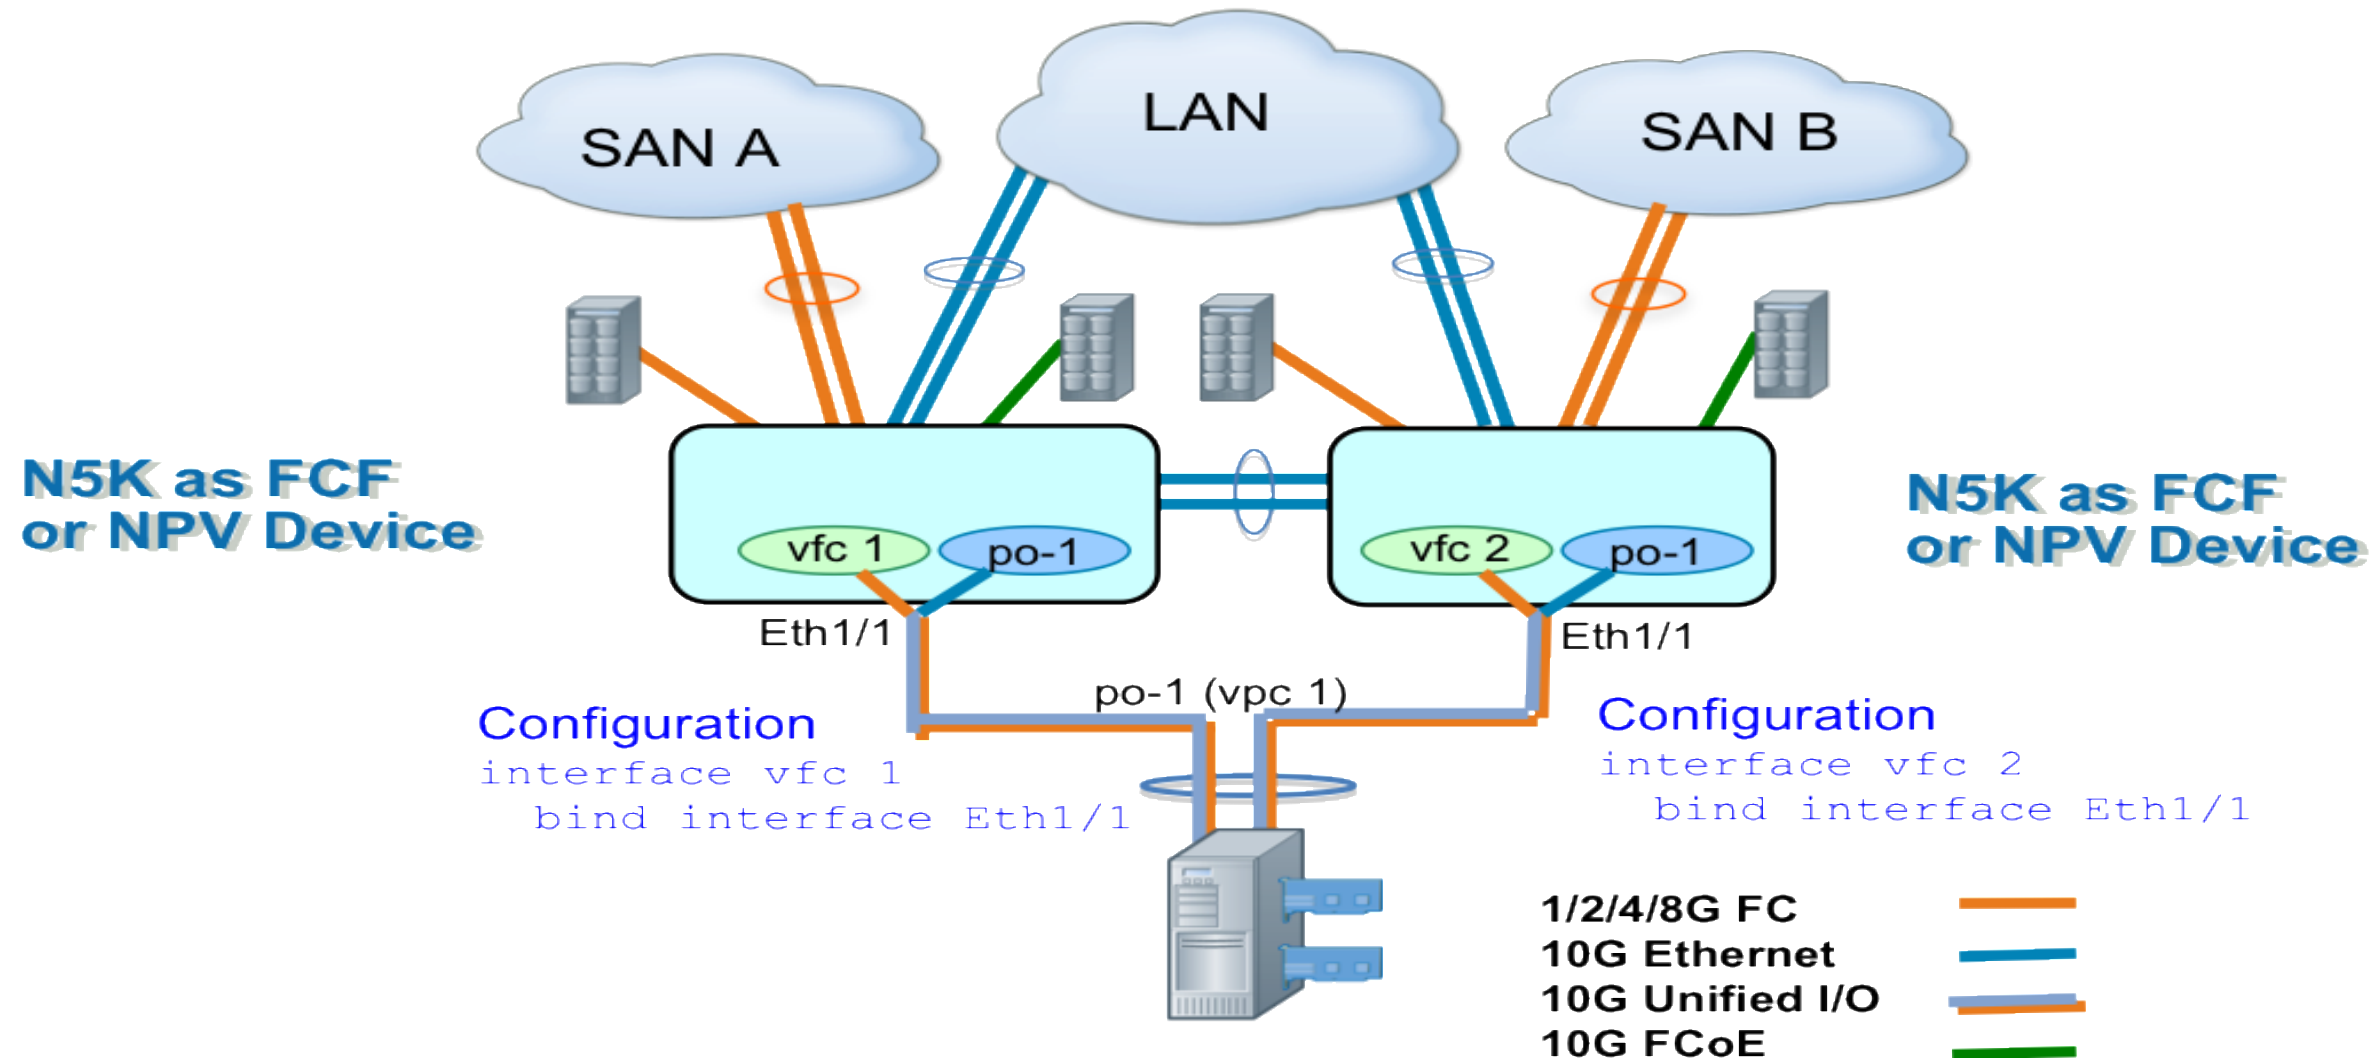 SAN A
LAN
SAN B
N5K as FCF
or NPV Device
N5K as FCF
or NPV Device
vfc 1
po-1
vfc 2
po-1
Eth1/1
Eth1/1
po-1 (vpc 1)
Configuration
interface vfc 1
bind interface Eth1/1
Configuration
interface vfc 2
bind interface Eth1/1
1/2/4/8G FC
10G Ethernet
10G Unified I/O
10G FCoE